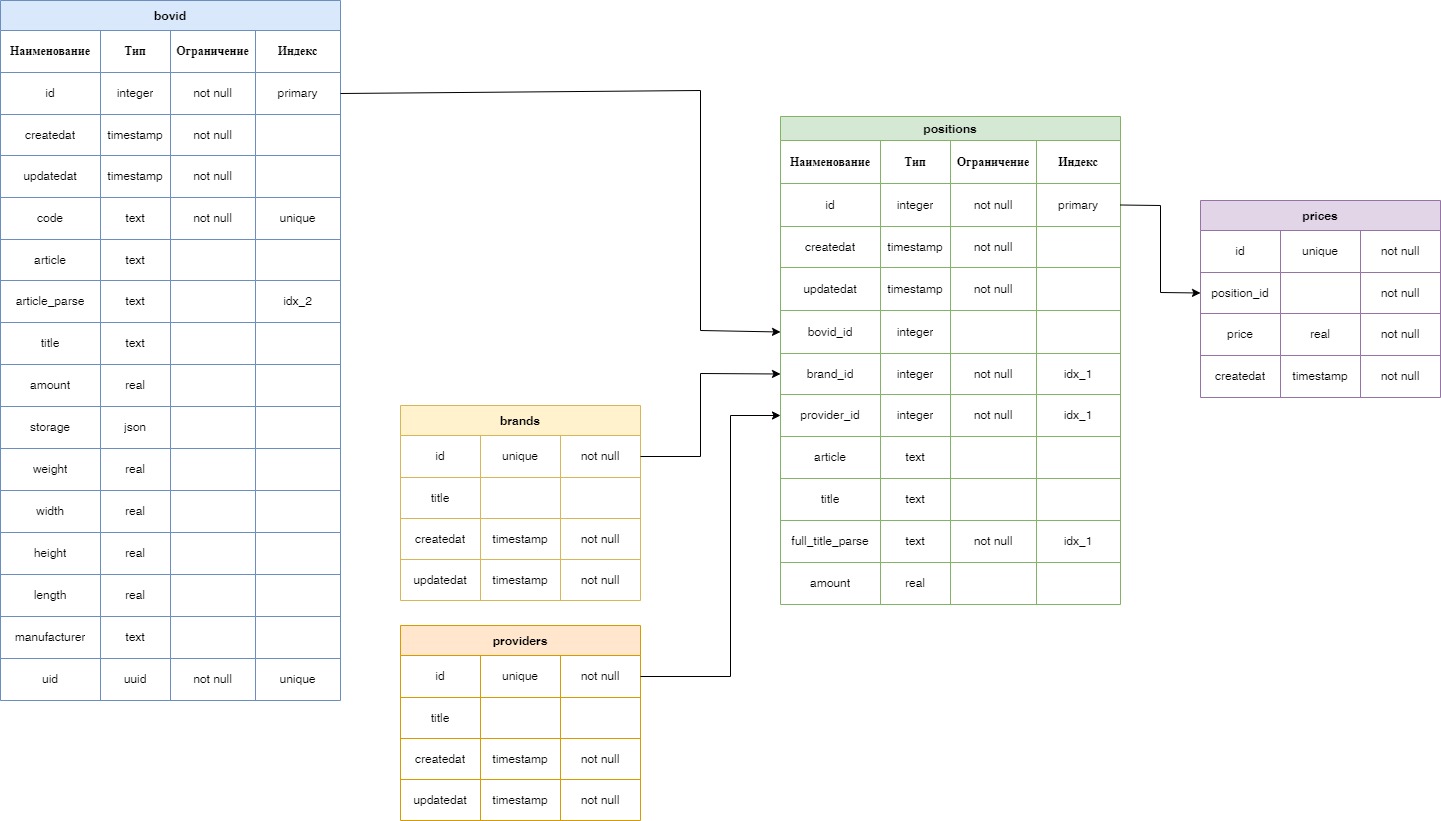 bovid
Наименование Тип Ограничение Индекс
id integer not null primary
createdat timestamp not null
updatedat timestamp not null
code text not null unique
article text
article_parse text idx_2
title text
amount real
storage json
weight real
width real
height real
length real
manufacturer text
uid uuid not null unique
brands
id unique not null
title
createdat timestamp not null
updatedat timestamp not null
providers
id unique not null
title
createdat timestamp not null
updatedat timestamp not null
positions
Наименование Тип Ограничение Индекс
id integer not null primary
createdat timestamp not null
updatedat timestamp not null
bovid_id integer
brand_id integer not null idx_1
provider_id integer not null idx_1
article text
title text
full_title_parse text not null idx_1
amount real
prices
id unique not null
position_id not null
price real not null
createdat timestamp not null